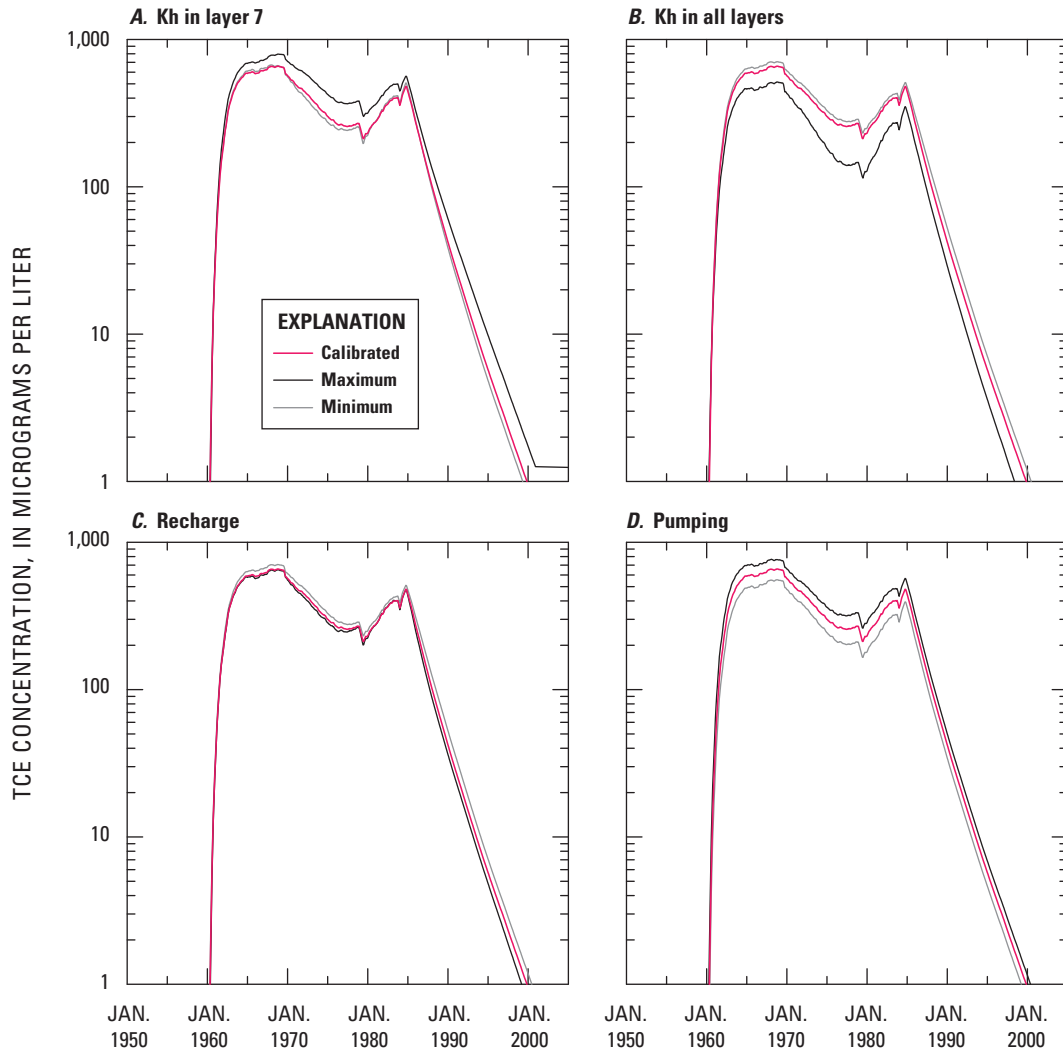 A. Kh in layer 7
B. Kh in all layers
1,000
100
10
1
EXPLANATION
Calibrated
Maximum
Minimum
C. Recharge
D. Pumping
1,000
100
10
1
TCE CONCENTRATION, IN MICROGRAMS PER LITER
JAN. JAN. JAN. JAN. JAN. JAN. JAN. JAN. JAN. JAN. JAN. JAN.
1950 1960 1970 1980 1990 2000 1950 1960 1970 1980 1990 2000